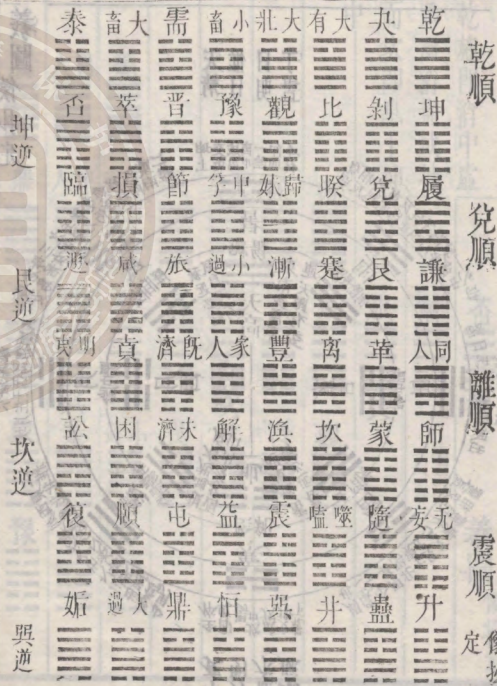 乾順
乾 夬 大有 大壯 小畜 需 大畜 泰
坤 剝 比 觀 豫 晉 萃 否
坤逆
兌順
履 兌 睽 歸妹 中孚 節 損 臨
謙 艮 蹇 漸 小過 旅 咸 遯
艮逆
離順
同人 革 离 豐 家人 既濟 賁 明夷
師 蒙 坎 渙 解 未濟 困 訟
坎逆
震順
无妄 隨 噬嗑 震 益 屯 頤 復
升 蠱 井 巽 恒 鼎 大過 姤
巽逆
定